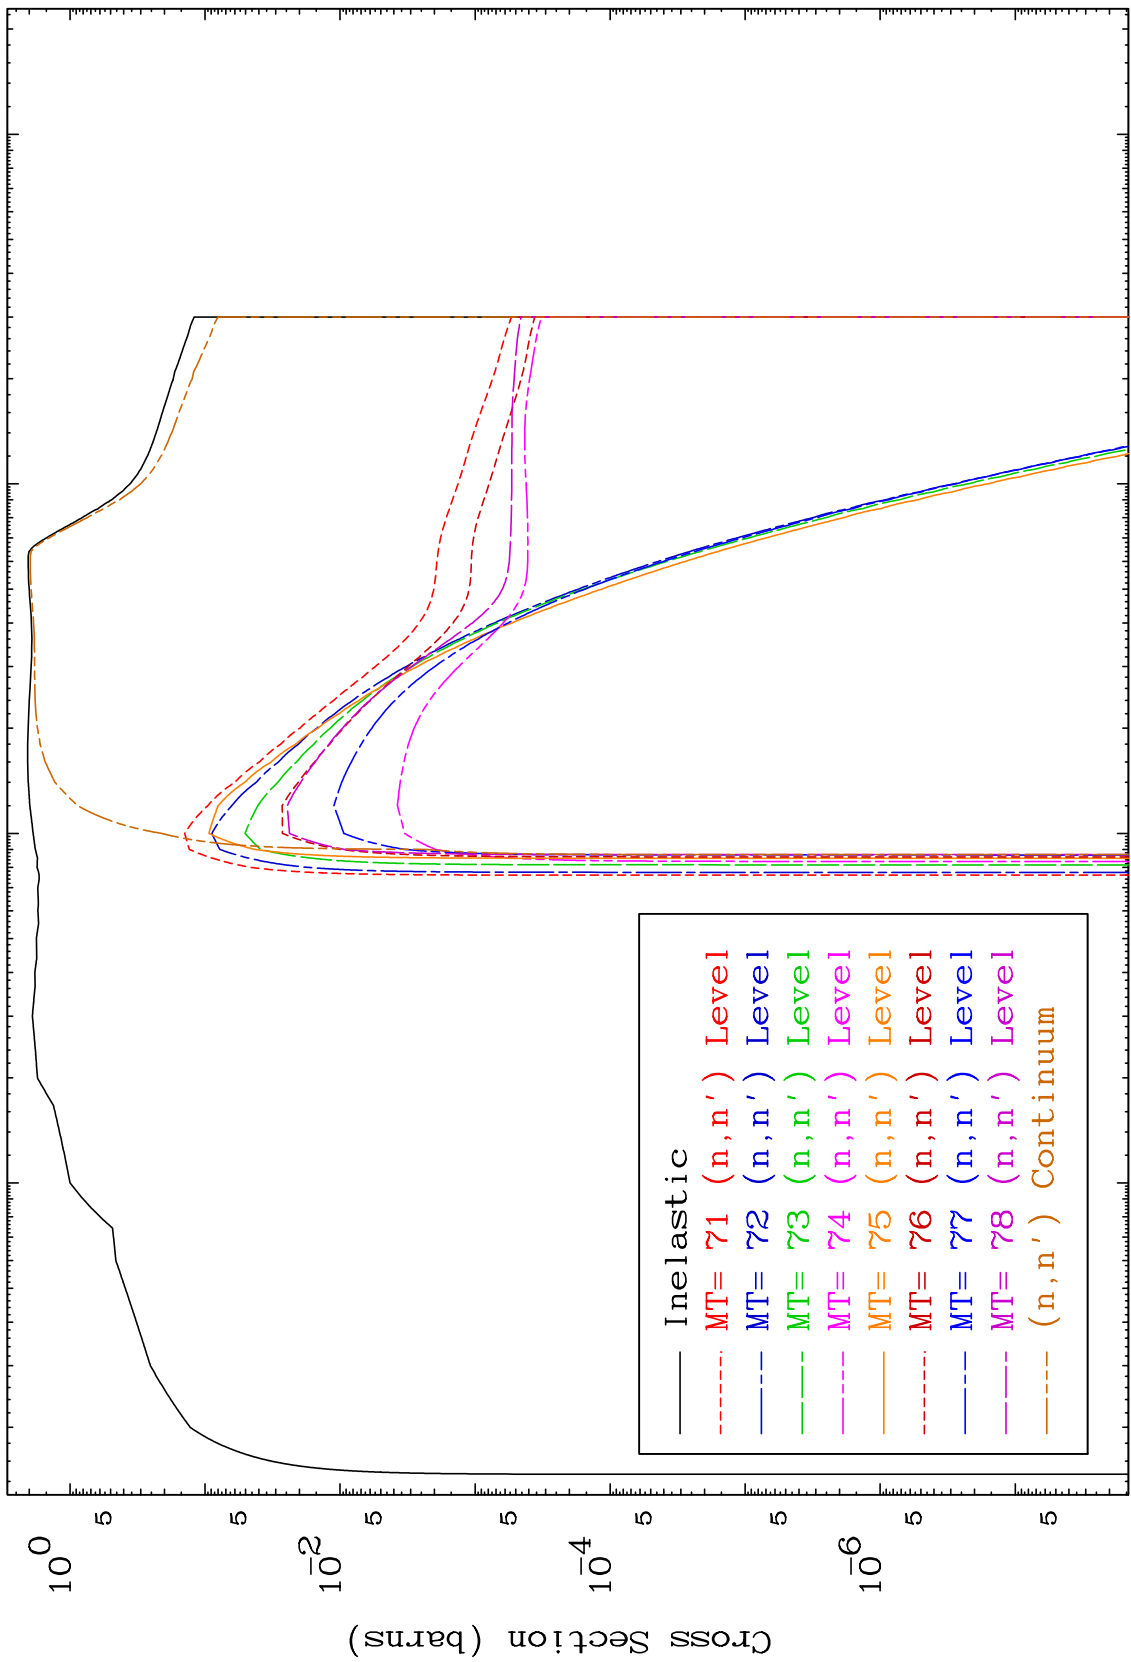 Cross Section (barns)
10^0
5
5
10^-2
5
5
10^-4
5
5
10^-6
5
5
Inelastic
MT= 71 (n,n') Level
MT= 72 (n,n') Level
MT= 73 (n,n') Level
MT= 74 (n,n') Level
MT= 75 (n,n') Level
MT= 76 (n,n') Level
MT= 77 (n,n') Level
MT= 78 (n,n') Level
(n,n') Continuum